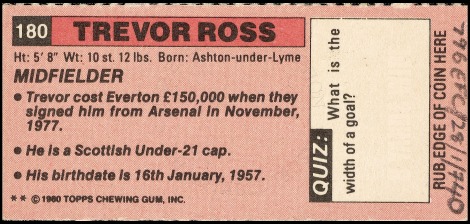 180 TREVOR ROSS
Ht: 5' 8" Wt: 10 st. 12 lbs. Born: Ashton-under-Lyme
MIDFIELDER
• Trevor cost Everton £150,000 when they
signed him from Arsenal in November,
1977.
• He is a Scottish Under-21 cap.
• His birthdate is 16th January, 1957.
* * © 1980 TOPPS CHEWING GUM, INC.
QUIZ: What is the
width of a goal?
RUB EDGE OF COIN HERE